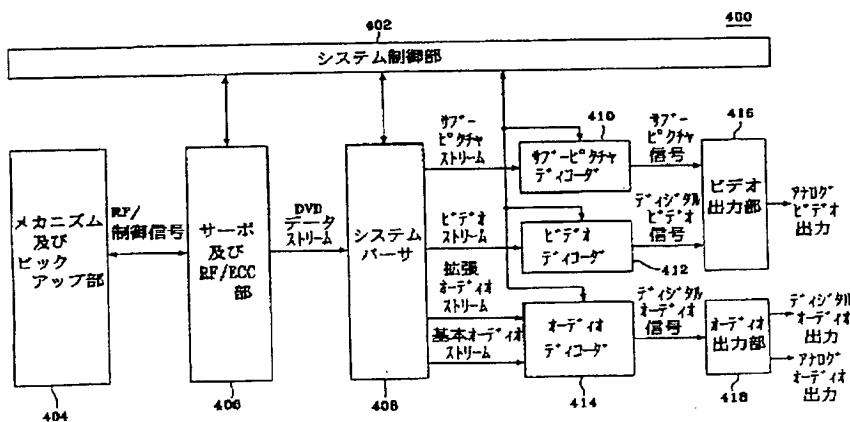 400
402
システム制御部
メカニズム
及び
ピック
アップ部
404
RF/
制御信号
サーボ
及び
RF/ECC
部
406
DVD
データ
ストリーム
システム
パーサ
408
サブーピクチャ
ストリーム
410
サブーピクチャ
ディコーダ
サブー
ピクチャ
信号
416
ビデオ
出力部
アナログ
ビデオ
出力
ビデオ
ストリーム
ビデオ
ディコーダ
412
ディジタル
ビデオ信号
拡張
オーディオ
ストリーム
基本オーディオ
ストリーム
オーディオ
ディコーダ
414
ディジタル
オーディオ
信号
オーディオ
出力部
418
ディジタル
オーディオ
出力
アナログ
オーディオ
出力